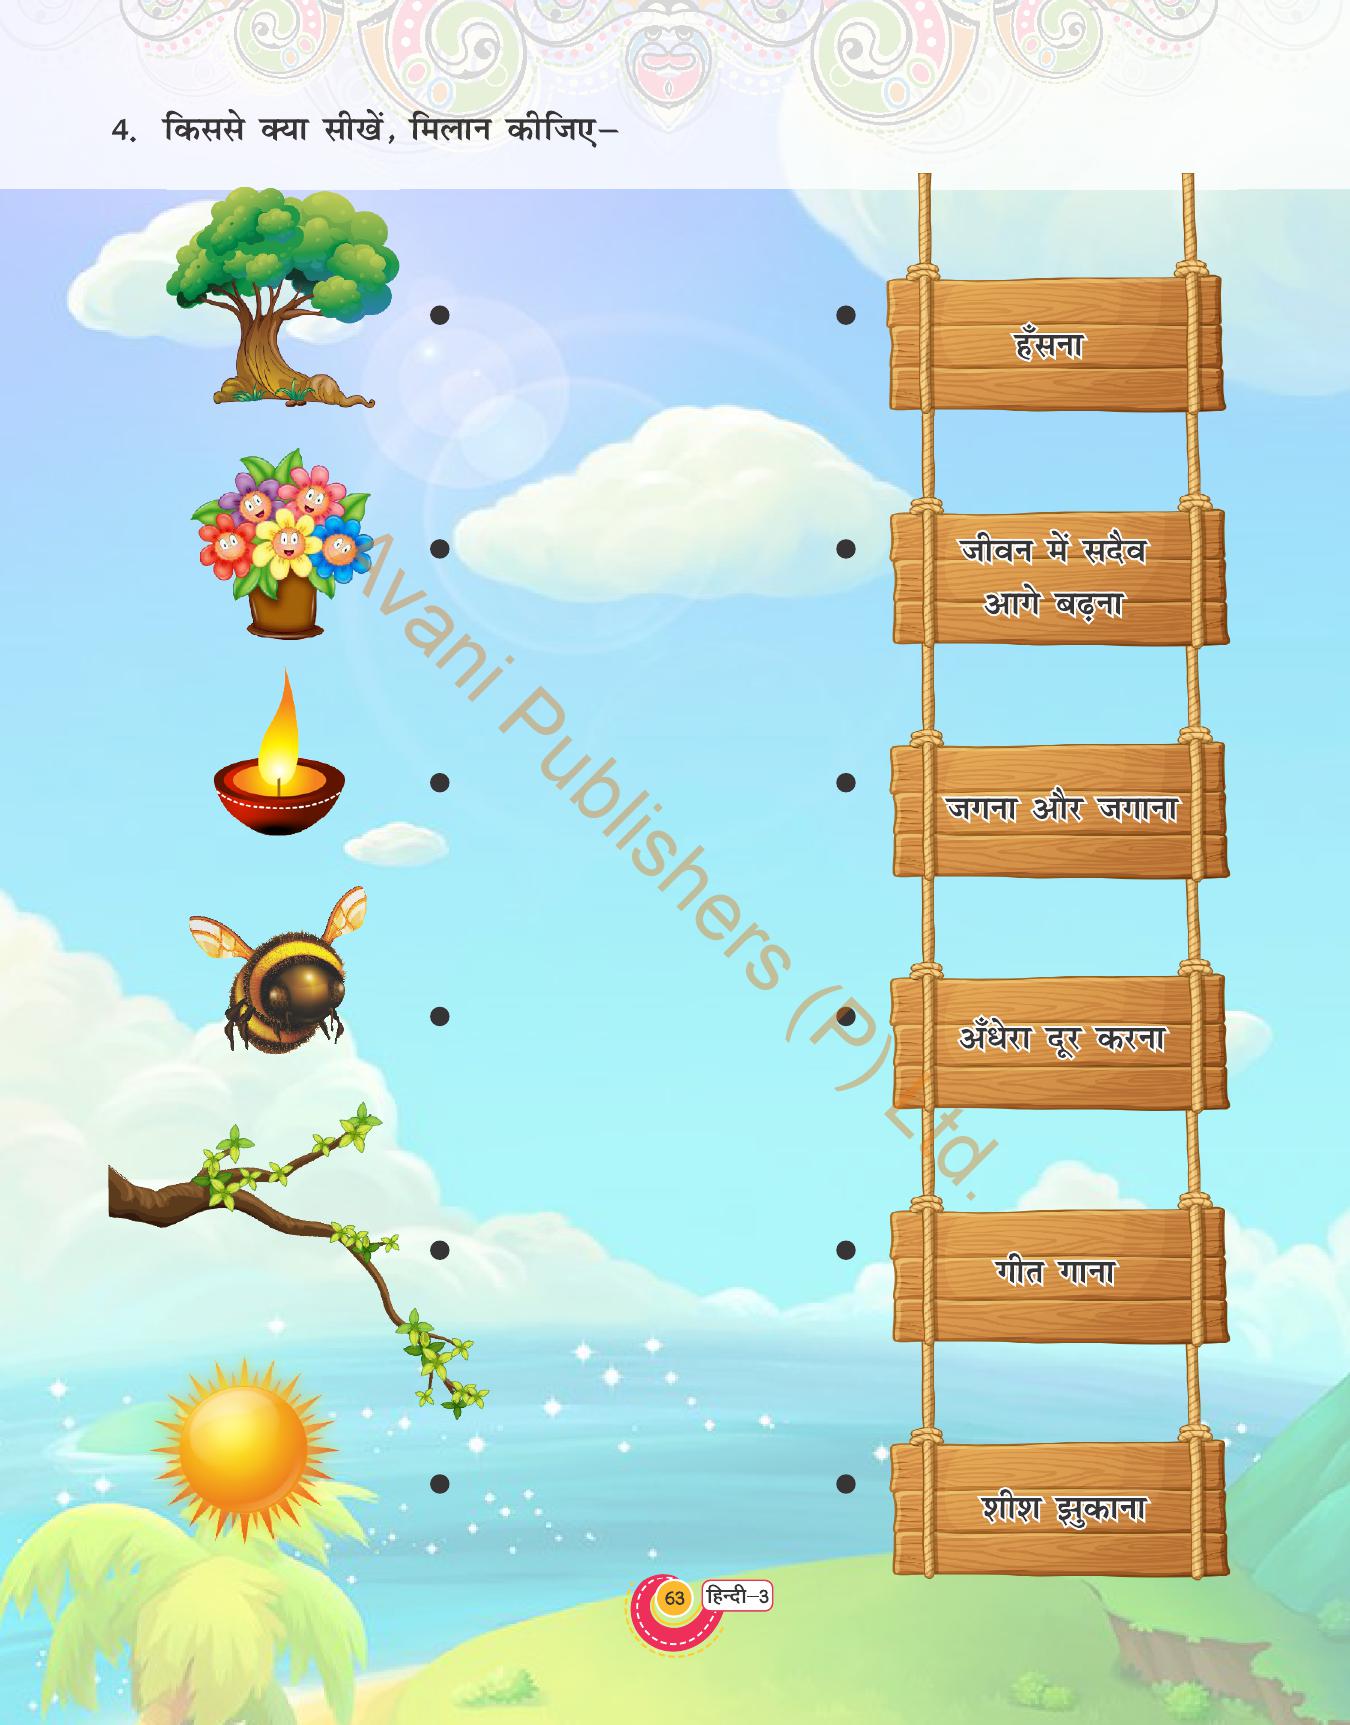 4. किससे क्या सीखें, मिलान कीजिए–
हँसना
जीवन में सदैव
आगे बढ़ना
जगना और जगाना
अँधेरा दूर करना
गीत गाना
शीश झुकाना
Avani Publishers (P) Ltd.
63 हिन्दी–3